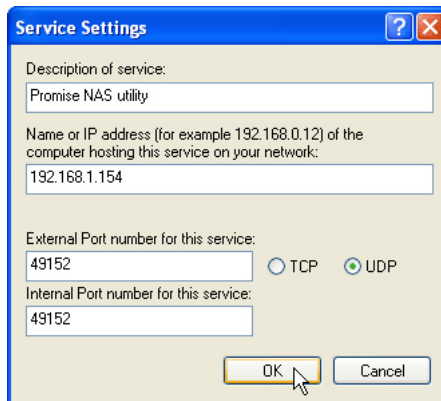 Service Settings
Description of service:
Promise NAS utility
Name or IP address (for example 192.168.0.12) of the
computer hosting this service on your network:
192.168.1.154
External Port number for this service:
49152
TCP
UDP
Internal Port number for this service:
49152
OK
Cancel